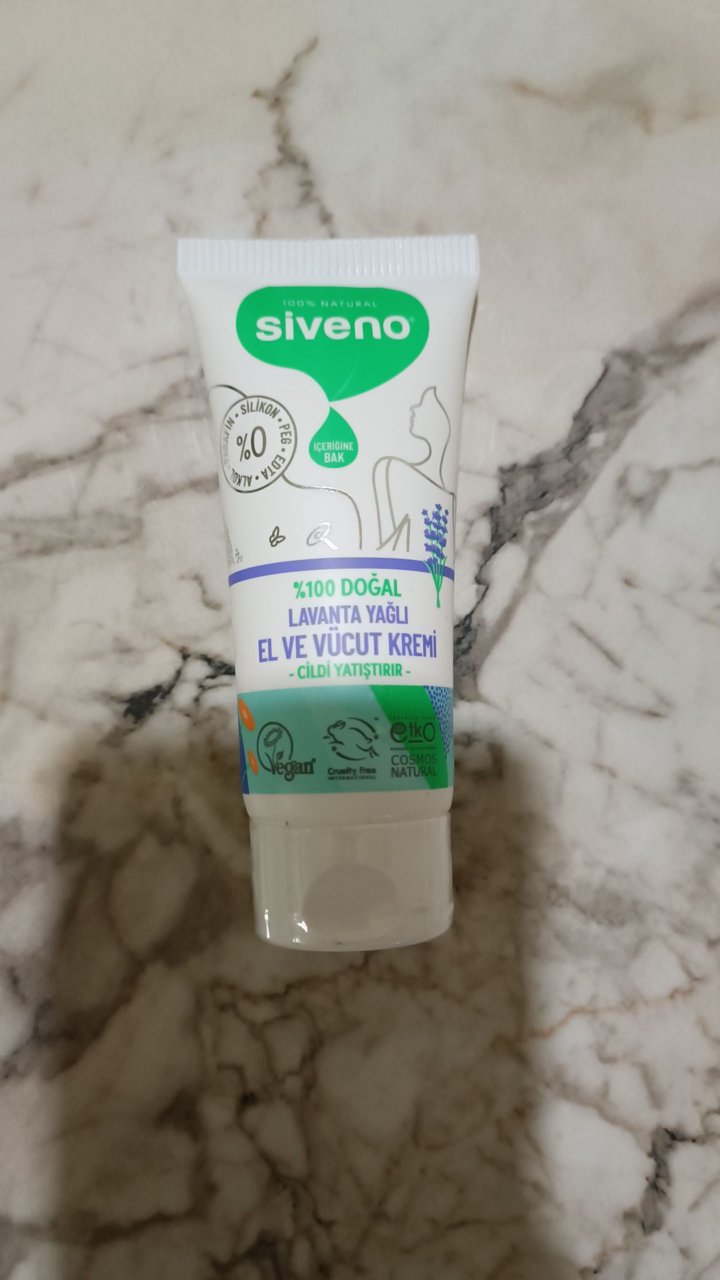 100% NATURAL
siveno®
SİLİKON • PEG • EDTA • ALKOL •
%0
İÇERİĞİNE
BAK
%100 DOĞAL
LAVANTA YAĞLI
EL VE VÜCUT KREMİ
- CİLDİ YATIŞTIRIR -
Vegan
Cruelty Free
INTERNATIONAL
etko
COSMOS
NATURAL